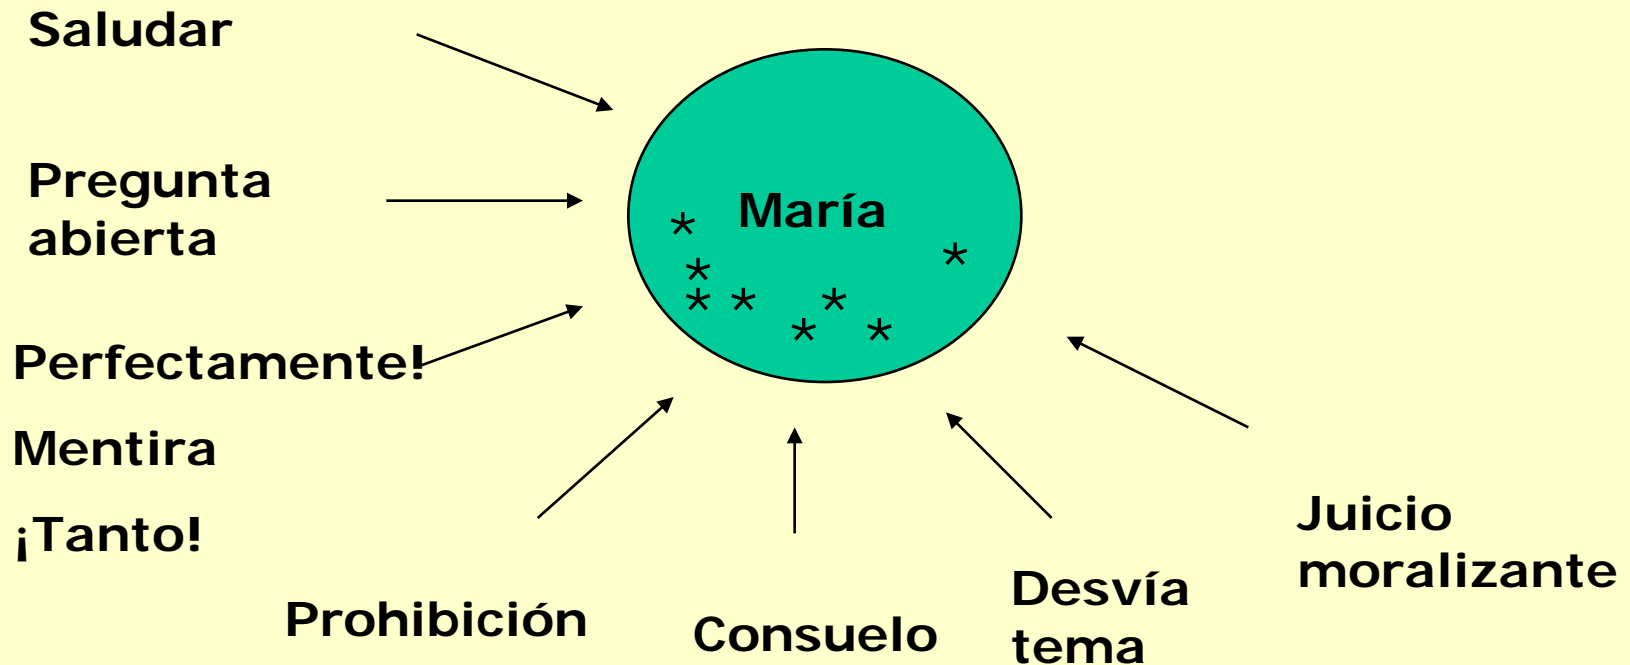 Saludar
Pregunta
abierta
María
*
*
*
* * *
* *
Perfectamente!
Mentira
¡Tanto!
Prohibición
Consuelo
Desvía
tema
Juicio
moralizante